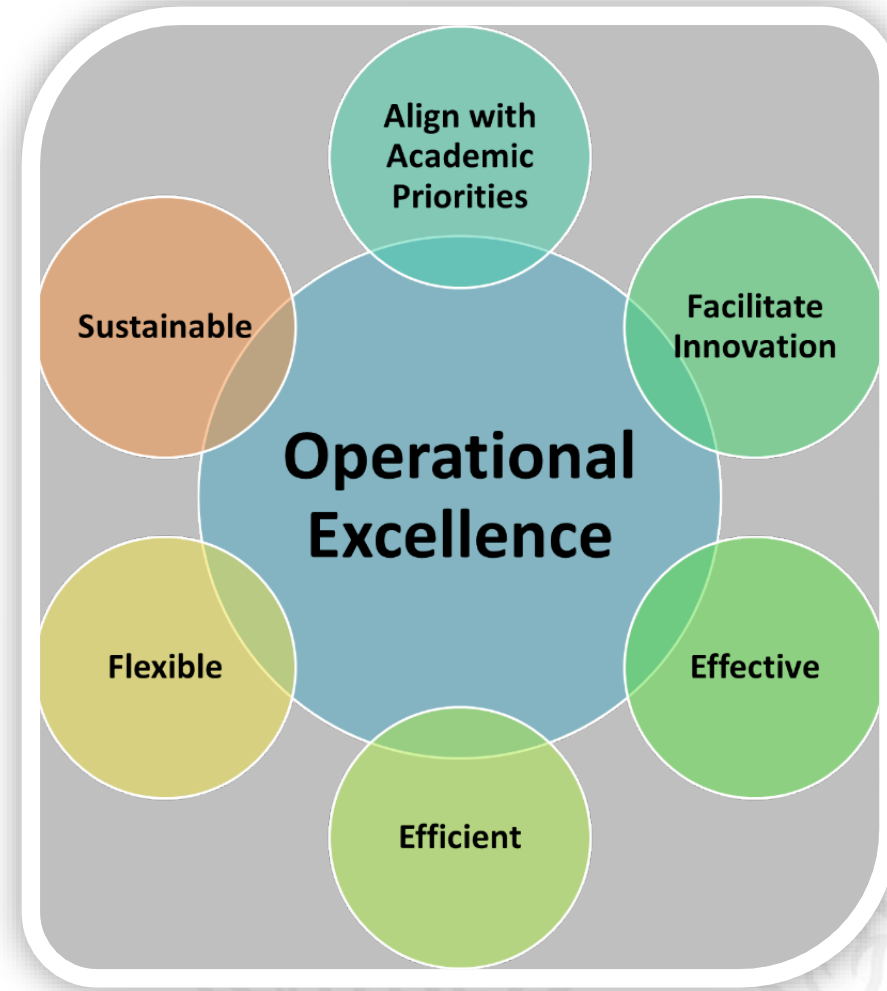 Align with
Academic
Priorities
Facilitate
Innovation
Effective
Efficient
Flexible
Sustainable
Operational
Excellence